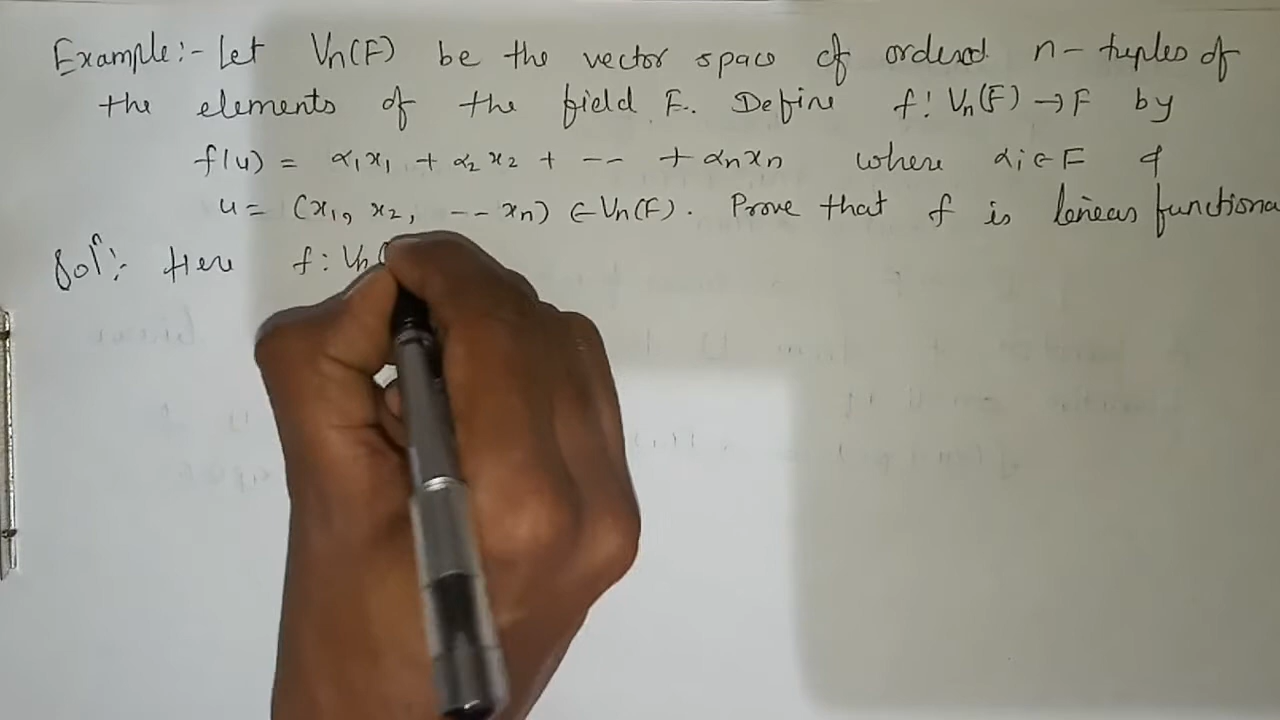 Example:- Let Vn(F) be the vector space of ordered n-tuples of
the elements of the field F. Define f: Vn(F) → F by
f(u) = α₁x₁ + α₂x₂ + -- + αnxn where αi ∈ F &
u = (x₁, x₂, -- xn) ∈ Vn(F). Prove that f is linear functiona
Solⁿ:- Here f: Vn(